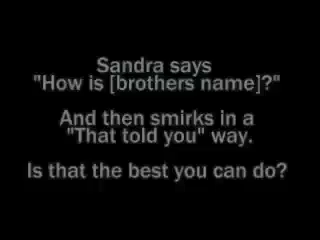 Sandra says
"How is [brothers name]?"
And then smirks in a
"That told you" way.
Is that the best you can do?